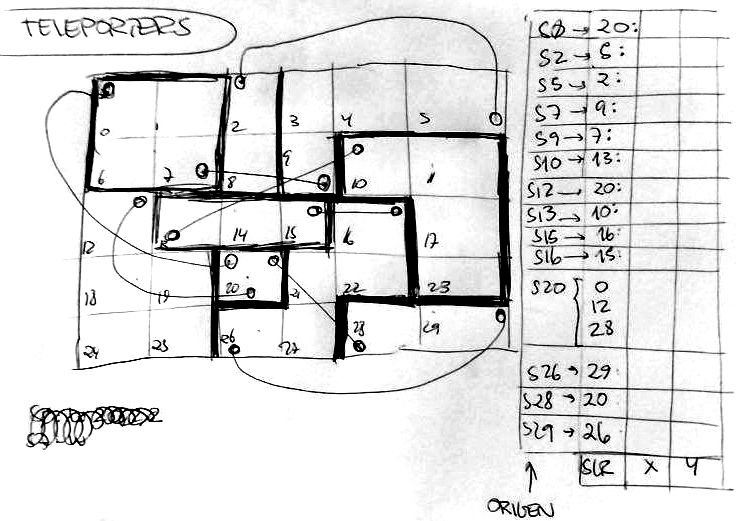 TELEPORTERS
0 1 2 3 4 5
6 7 8 9 10 11
12 13 14 15 16 17
18 19 20 21 22 23
24 25 26 27 28 29
S0 → 20:
S2 → 5:
S5 → 2:
S7 → 9:
S9 → 7:
S10 → 13:
S12 → 20:
S13 → 10:
S15 → 16:
S16 → 15:
S20 { 0
12
28
S26 → 29:
S28 → 20
S29 → 26
SCR X Y
ORIGEN